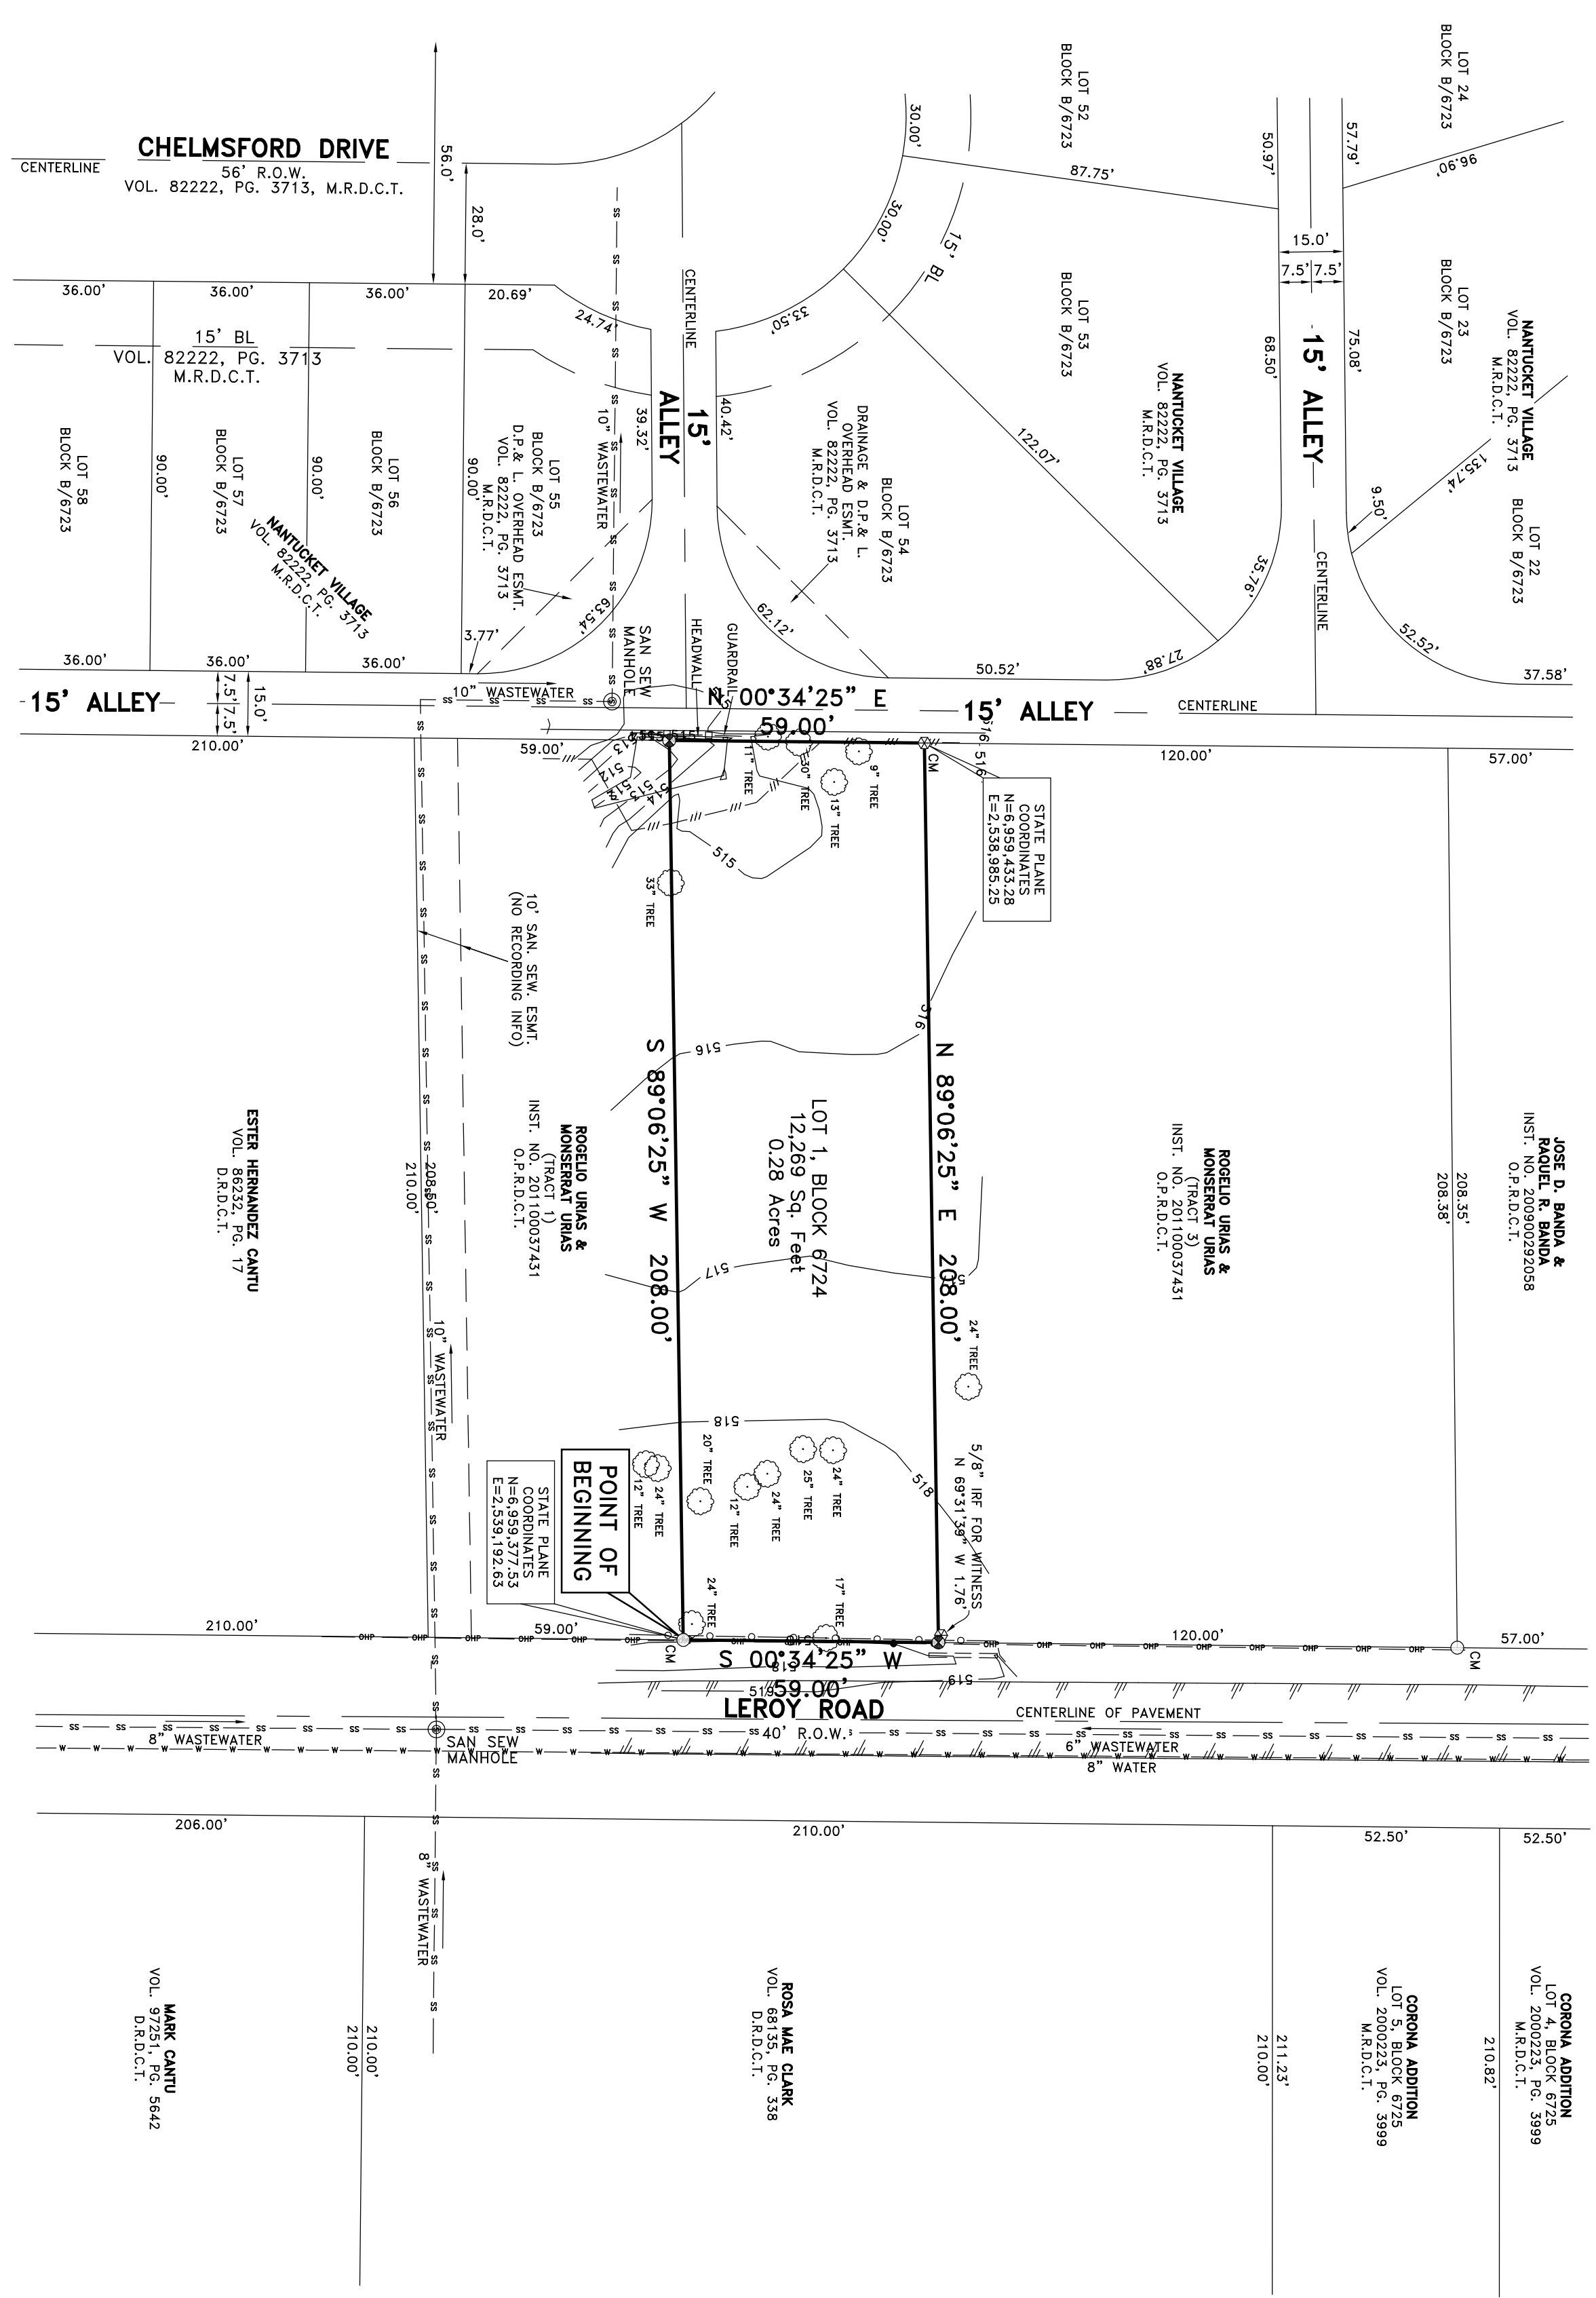 LOT 24
BLOCK B/6723
LOT 52
BLOCK B/6723
30.00'
50.97'
57.79'
96.90'
87.75'
CHELMSFORD DRIVE
CENTERLINE
56' R.O.W.
VOL. 82222, PG. 3713, M.R.D.C.T.
56.0'
28.0'
30.00'
15' BL
15.0'
7.5'
7.5'
36.00'
36.00'
36.00'
20.69'
24.74'
33.50'
CENTERLINE
LOT 53
BLOCK B/6723
LOT 23
BLOCK B/6723
NANTUCKET VILLAGE
VOL. 82222, PG. 3713
M.R.D.C.T.
15' BL
VOL. 82222, PG. 3713
M.R.D.C.T.
68.50'
15' ALLEY
75.08'
NANTUCKET VILLAGE
VOL. 82222, PG. 3713
M.R.D.C.T.
15'
ALLEY
39.32'
40.42'
10" WASTEWATER
DRAINAGE & D.P.& L.
OVERHEAD ESMT.
VOL. 82222, PG. 3713
M.R.D.C.T.
LOT 54
BLOCK B/6723
122.07'
135.74'
9.50'
LOT 22
BLOCK B/6723
LOT 58
BLOCK B/6723
90.00'
LOT 57
BLOCK B/6723
90.00'
LOT 56
BLOCK B/6723
90.00'
LOT 55
BLOCK B/6723
D.P.& L. OVERHEAD ESMT.
VOL. 82222, PG. 3713
M.R.D.C.T.
NANTUCKET VILLAGE
VOL. 82222, PG. 3713
M.R.D.C.T.
63.54'
62.12'
35.76'
27.88'
52.52'
CENTERLINE
3.77'
36.00'
36.00'
36.00'
SAN SEW
MANHOLE
HEADWALL
GUARDRAIL
50.52'
37.58'
15' ALLEY
7.5'
7.5'
15.0'
10" WASTEWATER
N 00°34'25" E
59.00'
15' ALLEY
CENTERLINE
210.00'
59.00'
120.00'
57.00'
513
512
514
515
516
516
11" TREE
30" TREE
13" TREE
9" TREE
CM
STATE PLANE
COORDINATES
N=6,959,433.28
E=2,538,985.25
515
33" TREE
10' SAN. SEW. ESMT.
(NO RECORDING INFO)
516
516
S 89°06'25" W 208.00'
N 89°06'25" E 208.00'
LOT 1, BLOCK 6724
12,269 Sq. Feet
0.28 Acres
ESTER HERNANDEZ CANTU
VOL. 86232, PG. 17
D.R.D.C.T.
208.50'
210.00'
ROGELIO URIAS &
MONSERRAT URIAS
(TRACT 1)
INST. NO. 201100037431
O.P.R.D.C.T.
ROGELIO URIAS &
MONSERRAT URIAS
(TRACT 3)
INST. NO. 201100037431
O.P.R.D.C.T.
208.35'
208.38'
JOSE D. BANDA &
RAQUEL R. BANDA
INST. NO. 200900292058
O.P.R.D.C.T.
517
10" WASTEWATER
24" TREE
518
518
20" TREE
24" TREE
12" TREE
12" TREE
24" TREE
25" TREE
24" TREE
5/8" IRF FOR WITNESS
N 69°31'39" W 1.76'
POINT OF
BEGINNING
STATE PLANE
COORDINATES
N=6,959,377.53
E=2,539,192.63
24" TREE
17" TREE
210.00'
59.00'
120.00'
57.00'
OHP
CM
CM
S 00°34'25" W
59.00'
518
519
519
LEROY ROAD
40' R.O.W.
CENTERLINE OF PAVEMENT
8" WASTEWATER
SAN SEW
MANHOLE
6" WASTEWATER
8" WATER
206.00'
210.00'
52.50'
52.50'
8" WASTEWATER
MARK CANTU
VOL. 97251, PG. 5642
D.R.D.C.T.
210.00'
210.00'
ROSA MAE CLARK
VOL. 68135, PG. 338
D.R.D.C.T.
211.23'
210.00'
CORONA ADDITION
LOT 5, BLOCK 6725
VOL. 2000223, PG. 3999
M.R.D.C.T.
210.82'
CORONA ADDITION
LOT 4, BLOCK 6725
VOL. 2000223, PG. 3999
M.R.D.C.T.